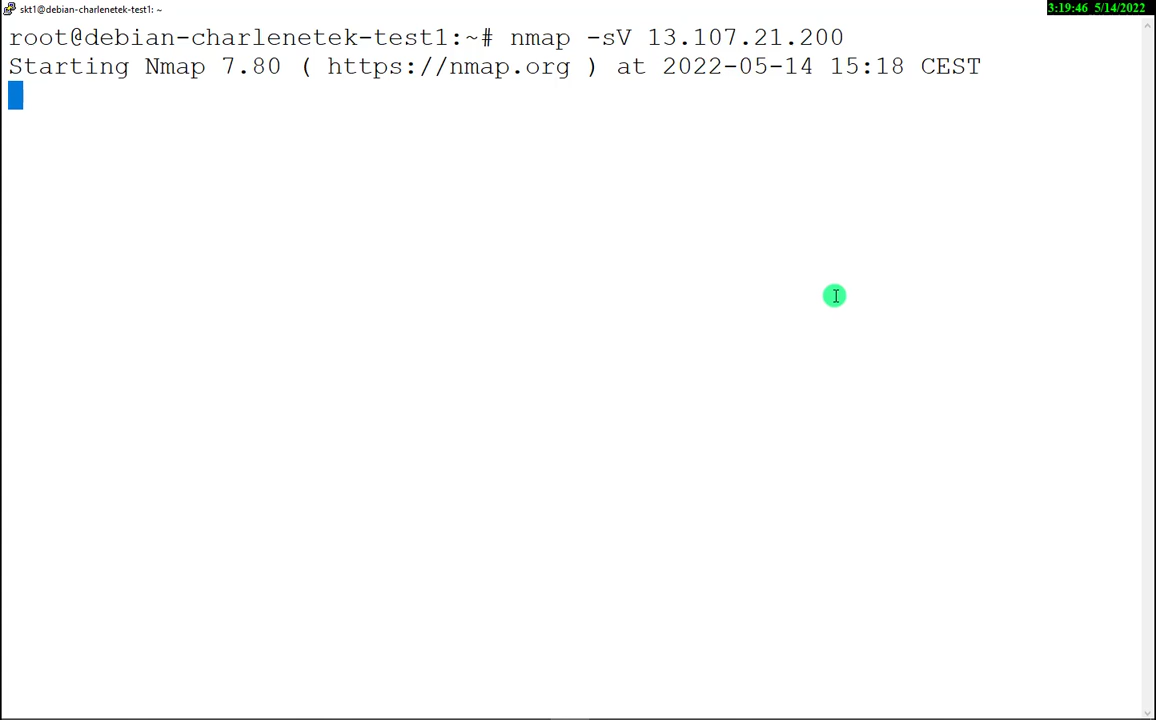 skt1@debian-charlenetek-test1: ~
3:19:46 5/14/2022
root@debian-charlenetek-test1:~# nmap -sV 13.107.21.200
Starting Nmap 7.80 ( https://nmap.org ) at 2022-05-14 15:18 CEST